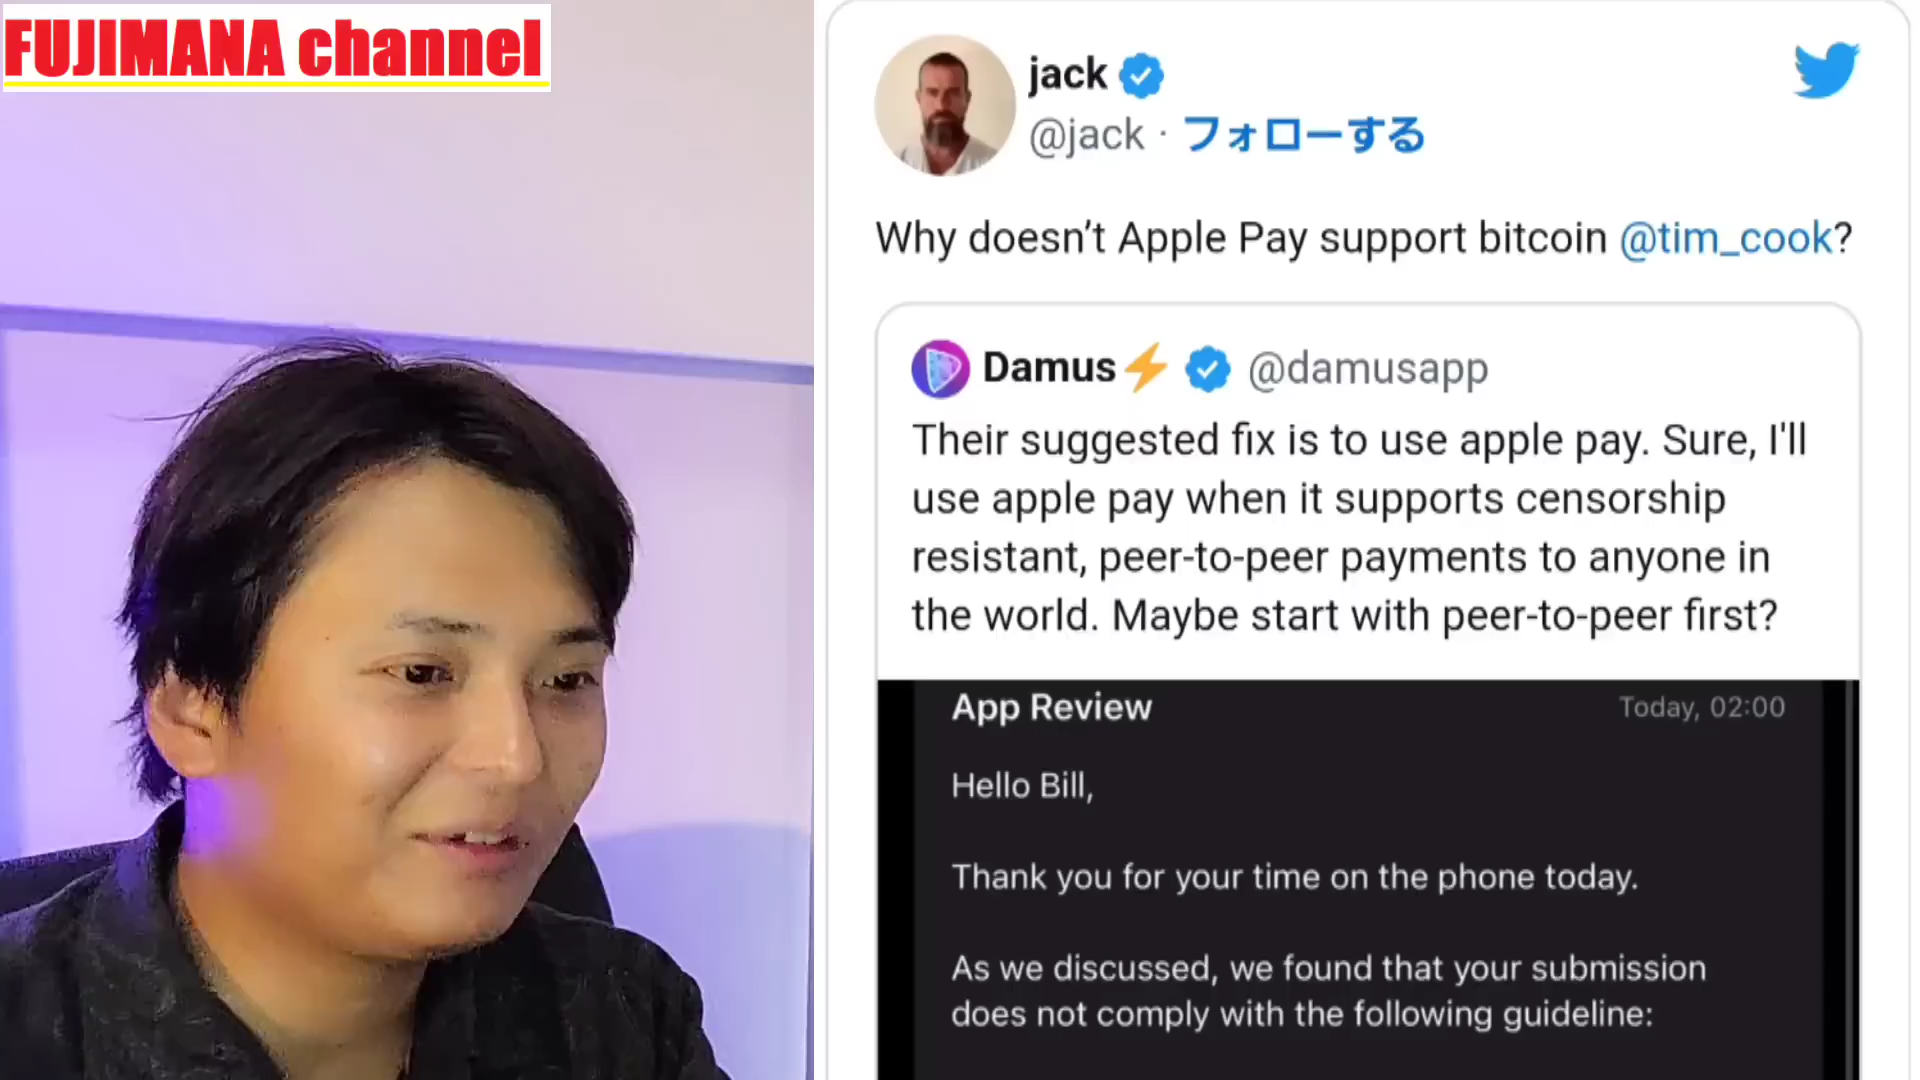 FUJIMANA channel
jack
@jack · フォローする
Why doesn’t Apple Pay support bitcoin @tim_cook?
Damus⚡ @damusapp
Their suggested fix is to use apple pay. Sure, I'll
use apple pay when it supports censorship
resistant, peer-to-peer payments to anyone in
the world. Maybe start with peer-to-peer first?
App Review Today, 02:00
Hello Bill,
Thank you for your time on the phone today.
As we discussed, we found that your submission
does not comply with the following guideline: